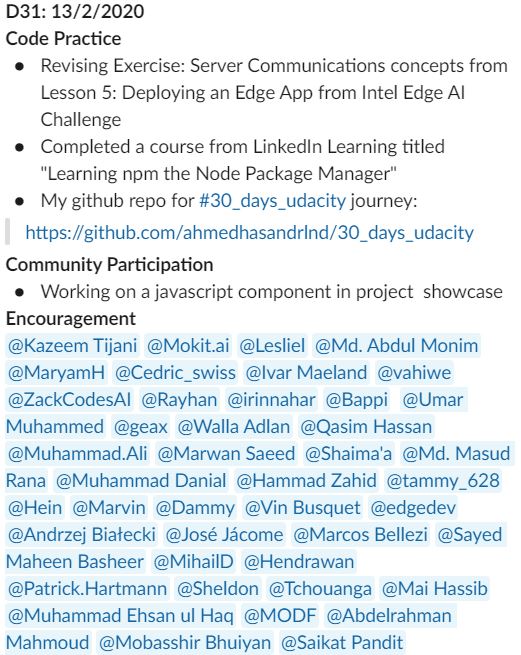 D31: 13/2/2020
Code Practice
● Revising Exercise: Server Communications concepts from
Lesson 5: Deploying an Edge App from Intel Edge AI
Challenge
● Completed a course from LinkedIn Learning titled
"Learning npm the Node Package Manager"
● My github repo for #30_days_udacity journey:
https://github.com/ahmedhasandrlnd/30_days_udacity
Community Participation
● Working on a javascript component in project showcase
Encouragement
@Kazeem Tijani @Mokit.ai @Lesliel @Md. Abdul Monim
@MaryamH @Cedric_swiss @Ivar Maeland @vahiwe
@ZackCodesAI @Rayhan @irinnahar @Bappi @Umar
Muhammed @geax @Walla Adlan @Qasim Hassan
@Muhammad.Ali @Marwan Saeed @Shaima'a @Md. Masud
Rana @Muhammad Danial @Hammad Zahid @tammy_628
@Hein @Marvin @Dammy @Vin Busquet @edgedev
@Andrzej Białecki @José Jácome @Marcos Bellezi @Sayed
Maheen Basheer @MihailD @Hendrawan
@Patrick.Hartmann @Sheldon @Tchouanga @Mai Hassib
@Muhammad Ehsan ul Haq @MODF @Abdelrahman
Mahmoud @Mobasshir Bhuiyan @Saikat Pandit